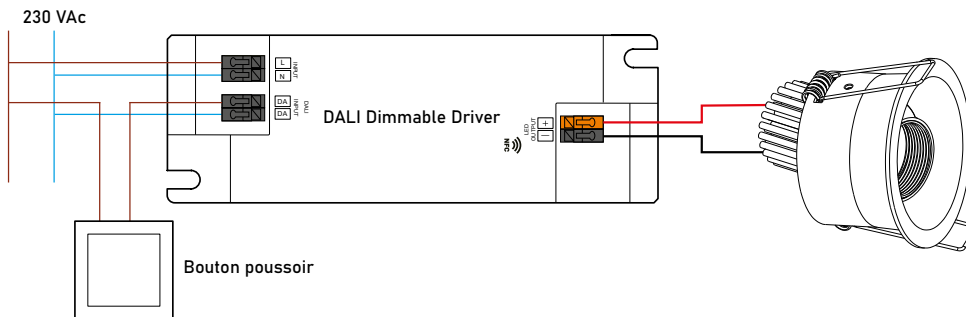 230 VAc
L
N
INPUT
DA
DA
DALI
INPUT
DALI Dimmable Driver
NFC
LED
OUTPUT
+
—
Bouton poussoir